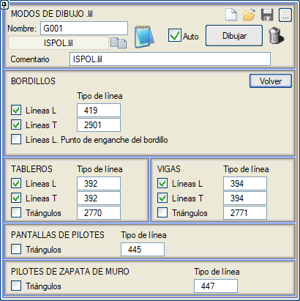 MODOS DE DIBUJO .lil
Nombre: G001
ISPOL.lil
Auto
Dibujar
...
Comentario ISPOL.lil
BORDILLOS
Volver
Tipo de línea
Líneas L 419
Líneas T 2901
Líneas L. Punto de enganche del bordillo
TABLEROS Tipo de línea
Líneas L 392
Líneas T 392
Triángulos 2770
VIGAS Tipo de línea
Líneas L 394
Líneas T 394
Triángulos 2771
PANTALLAS DE PILOTES Tipo de línea
Triángulos 445
PILOTES DE ZAPATA DE MURO Tipo de línea
Triángulos 447